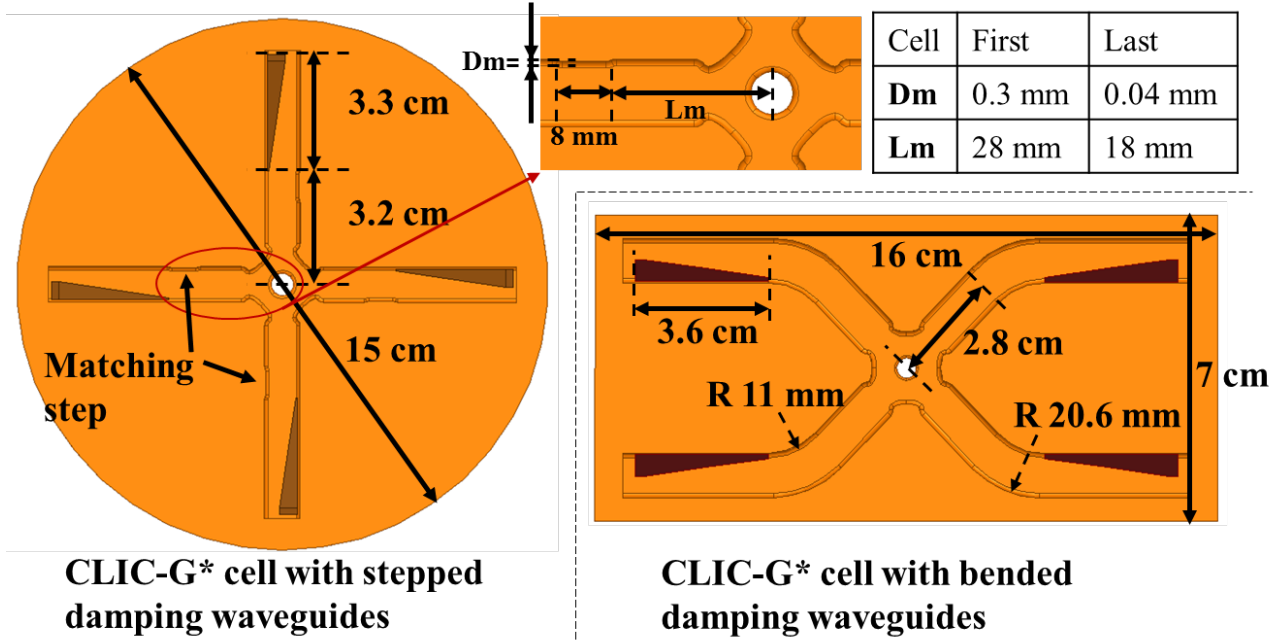 3.3 cm
3.2 cm
15 cm
Matching
step
CLIC-G* cell with stepped
damping waveguides
Dm
8 mm
Lm
Cell First Last
Dm 0.3 mm 0.04 mm
Lm 28 mm 18 mm
16 cm
3.6 cm
2.8 cm
7 cm
R 11 mm
R 20.6 mm
CLIC-G* cell with bended
damping waveguides